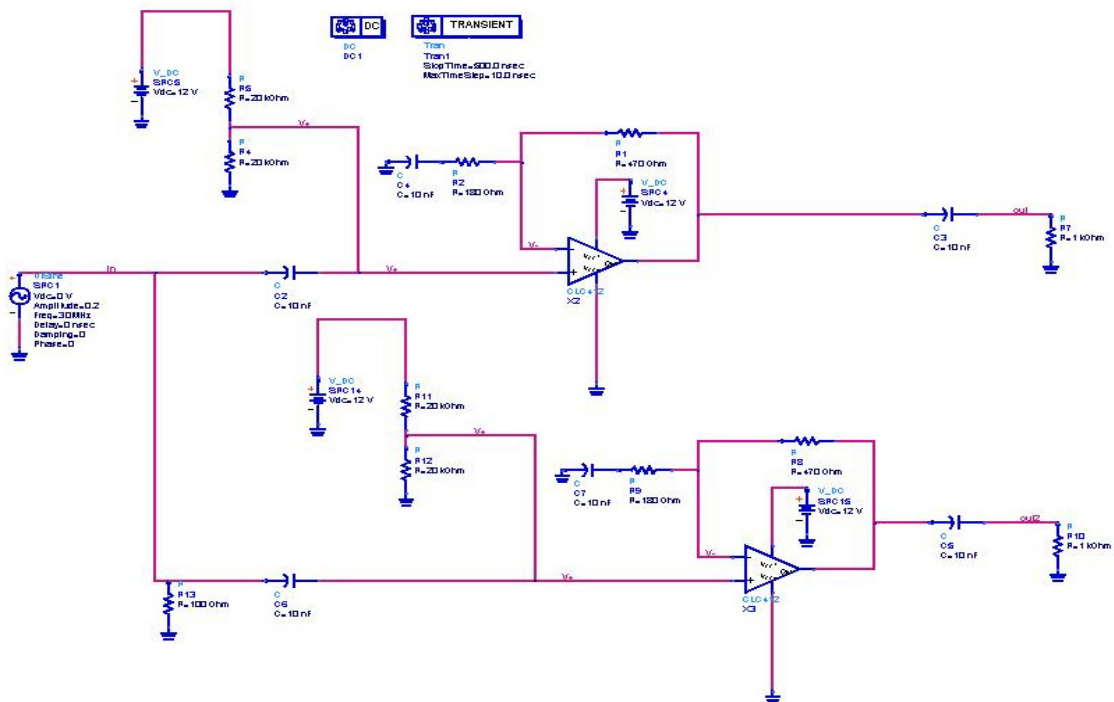 DC
TRANSIENT
DC
DC1
Tran
Tran1
StopTime=500.0 nsec
MaxTimeStep=10.0 nsec
V_DC
SRC5
Vdc=12 V
R
R5
R=20 kOhm
V+
R
R4
R=20 kOhm
C
C4
C=10 nF
R
R2
R=180 Ohm
R
R1
R=470 Ohm
V_DC
SRC4
Vdc=12 V
V-
CLC412
X2
C
C3
C=10 nF
out
R
R7
R=1 kOhm
in
SRC1
Vdc=0 V
Amplitude=0.2
Freq=30 MHz
Delay=0 nsec
Damping=0
Phase=0
C
C2
C=10 nF
V+
V_DC
SRC14
Vdc=12 V
R
R11
R=20 kOhm
V+
R
R12
R=20 kOhm
C
C7
C=10 nF
R
R9
R=180 Ohm
R
R8
R=470 Ohm
V_DC
SRC15
Vdc=12 V
V-
CLC412
X3
C
C5
C=10 nF
out2
R
R10
R=1 kOhm
R
R13
R=100 Ohm
C
C6
C=10 nF
V+